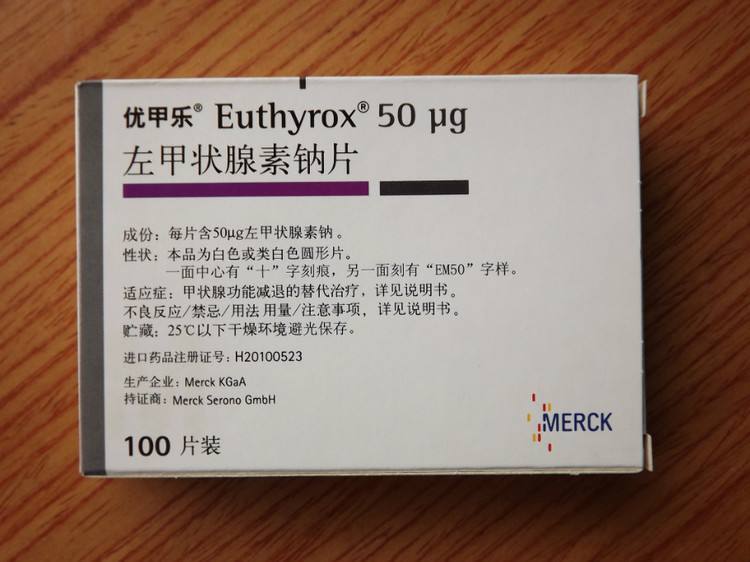 优甲乐® Euthyrox® 50 µg
左甲状腺素钠片
成份：每片含50µg左甲状腺素钠。
性状：本品为白色或类白色圆形片。
一面中心有“十”字刻痕，另一面刻有“EM50”字样。
适应症：甲状腺功能减退的替代治疗，详见说明书。
不良反应/禁忌/用法用量/注意事项，详见说明书。
贮藏：25℃以下干燥环境避光保存。
进口药品注册证号：H20100523
生产企业：Merck KGaA
持证商：Merck Serono GmbH
100 片装
MERCK